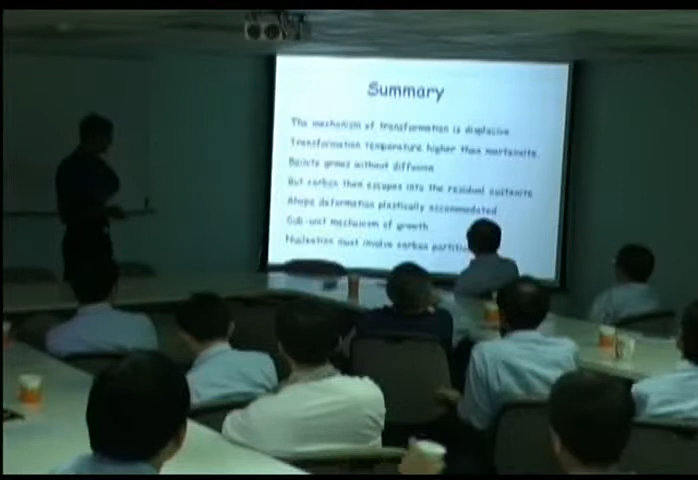 Summary
The mechanism of transformation is displacive
Transformation temperature higher than martensite.
Bainite grows without diffusion
But carbon then escapes into the residual austenite
Shape deformation plastically accommodated
Sub-unit mechanism of growth
Nucleation must involve carbon